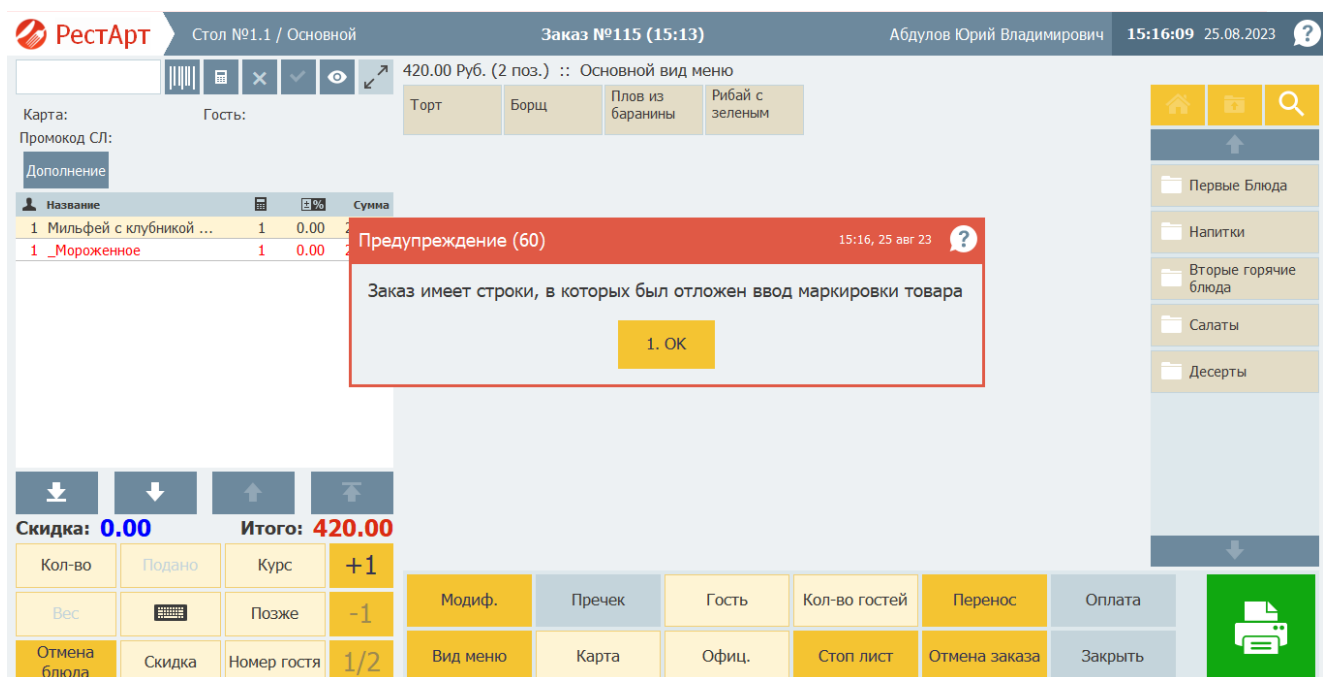 РестАрт
Стол №1.1 / Основной
Заказ №115 (15:13)
Абдулов Юрий Владимирович
15:16:09 25.08.2023
420.00 Руб. (2 поз.) :: Основной вид меню
Карта:
Гость:
Промокод СЛ:
Дополнение
Название
±%
Сумма
1 Мильфей с клубникой ... 1 0.00
1 _Мороженное 1 0.00
Торт
Борщ
Плов из
баранины
Рибай с
зеленым
Предупреждение (60)
15:16, 25 авг 23
?
Заказ имеет строки, в которых был отложен ввод маркировки товара
1. OK
Первые Блюда
Напитки
Вторые горячие
блюда
Салаты
Десерты
Скидка: 0.00
Итого: 420.00
Кол-во
Подано
Курс
+1
Вес
Позже
-1
Отмена
блюда
Скидка
Номер гостя
1/2
Модиф.
Пречек
Гость
Кол-во гостей
Перенос
Оплата
Вид меню
Карта
Офиц.
Стоп лист
Отмена заказа
Закрыть